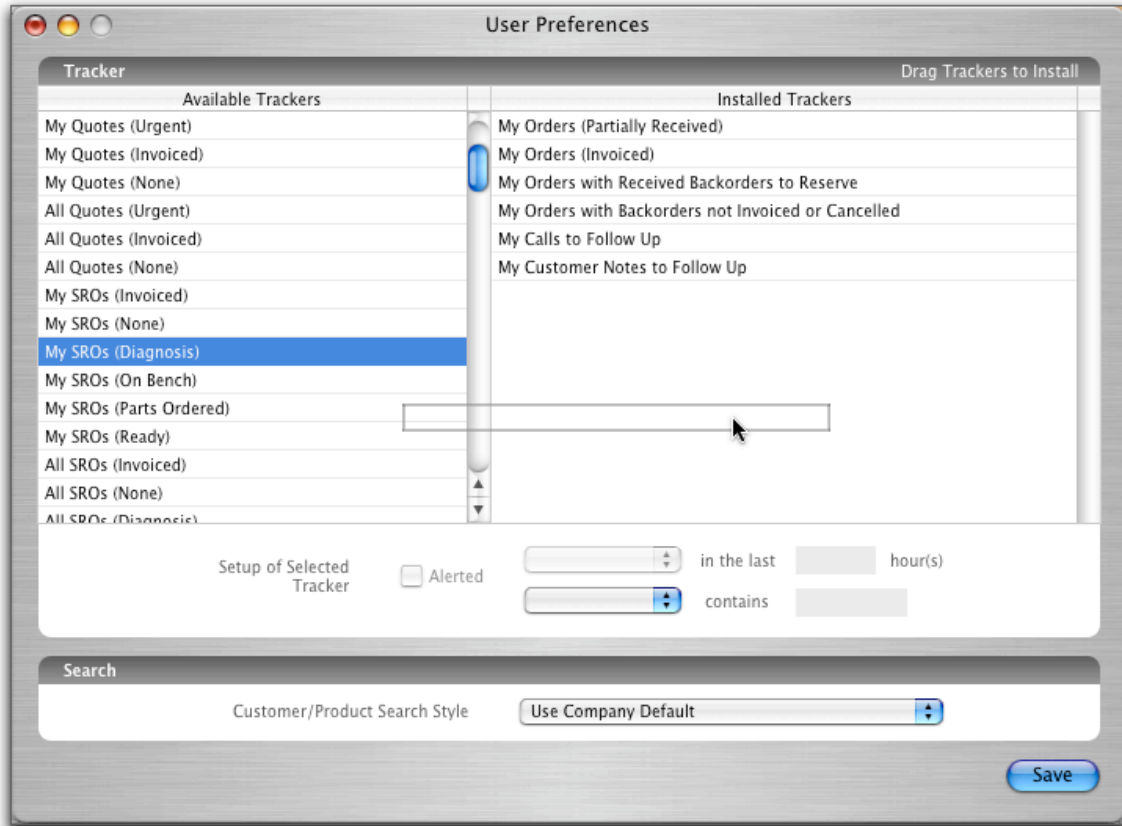 User Preferences
Tracker
Drag Trackers to Install
Available Trackers
Installed Trackers
My Quotes (Urgent)
My Quotes (Invoiced)
My Quotes (None)
All Quotes (Urgent)
All Quotes (Invoiced)
All Quotes (None)
My SROs (Invoiced)
My SROs (None)
My SROs (Diagnosis)
My SROs (On Bench)
My SROs (Parts Ordered)
My SROs (Ready)
All SROs (Invoiced)
All SROs (None)
All SROs (Diagnosis)
My Orders (Partially Received)
My Orders (Invoiced)
My Orders with Received Backorders to Reserve
My Orders with Backorders not Invoiced or Cancelled
My Calls to Follow Up
My Customer Notes to Follow Up
Setup of Selected
Tracker
Alerted
in the last
hour(s)
contains
Search
Customer/Product Search Style
Use Company Default
Save